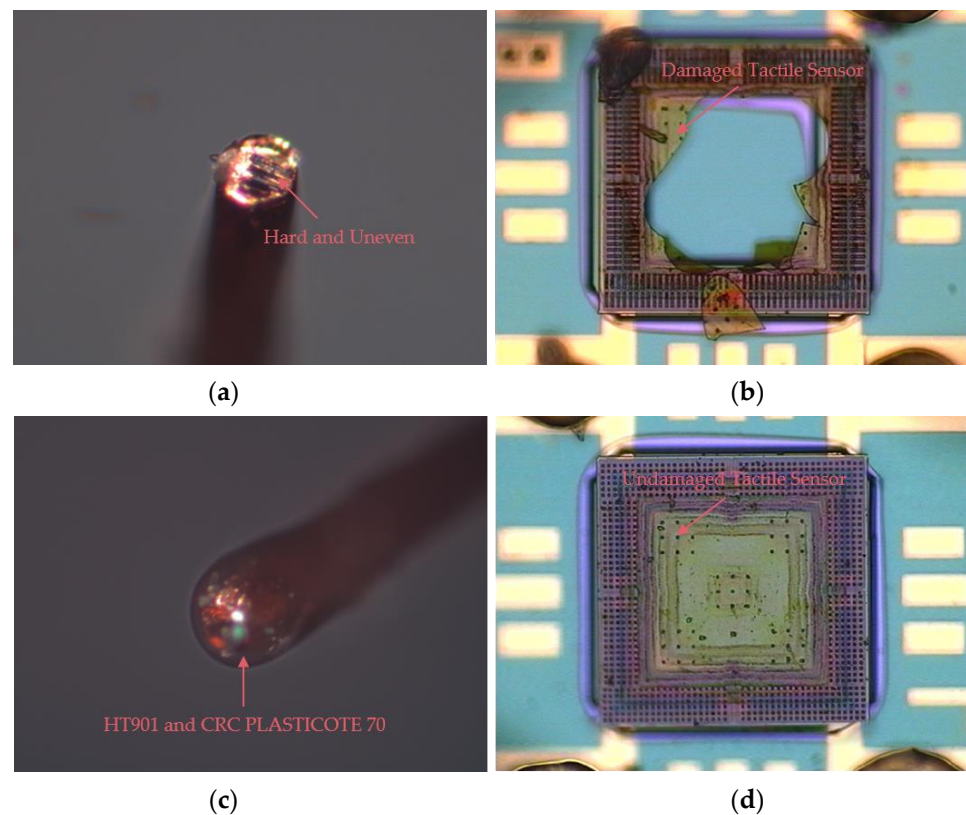 Hard and Uneven
Damaged Tactile Sensor
(a)
(b)
HT901 and CRC PLASTICOTE 70
Undamaged Tactile Sensor
(c)
(d)